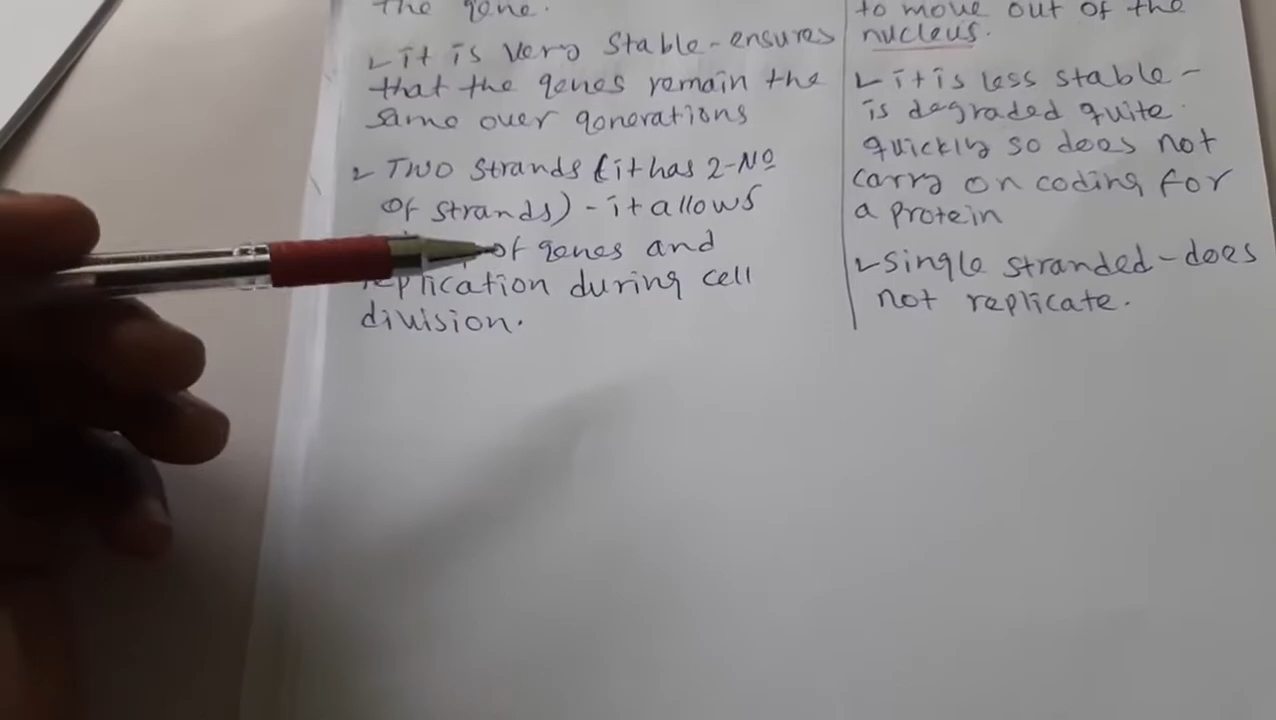 the gene.
it is very stable - ensures
that the genes remain the
same over generations
Two strands (it has 2-No
of strands) - it allows
of genes and
replication during cell
division.
to move out of the
nucleus.
it is less stable -
is degraded quite
quickly so does not
carry on coding for
a protein
single stranded - does
not replicate.